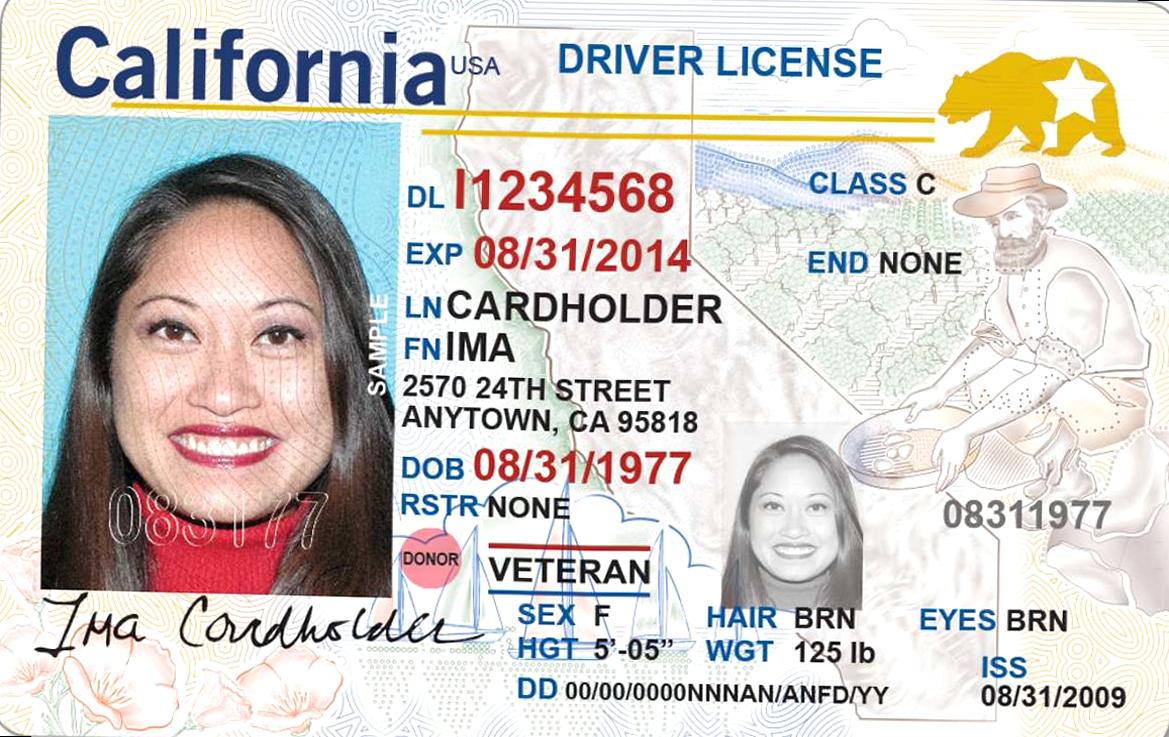 California USA DRIVER LICENSE
DL I1234568
CLASS C
EXP 08/31/2014
END NONE
LN CARDHOLDER
FN IMA
SAMPLE
2570 24TH STREET
ANYTOWN, CA 95818
DOB 08/31/1977
RSTR NONE
083177
08311977
DONOR
VETERAN
Ima Cardholder
SEX F HAIR BRN EYES BRN
HGT 5'-05" WGT 125 lb
ISS
DD 00/00/0000NNNAN/ANFD/YY 08/31/2009